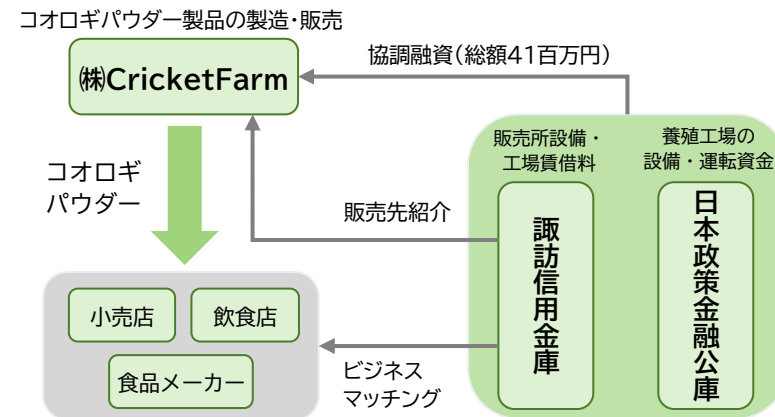 コオロギパウダー製品の製造・販売
㈱CricketFarm
協調融資(総額41百万円)
販売所設備・
工場賃借料
養殖工場の
設備・運転資金
コオロギ
パウダー
販売先紹介
諏訪信用金庫
日本政策金融公庫
小売店
飲食店
食品メーカー
ビジネス
マッチング